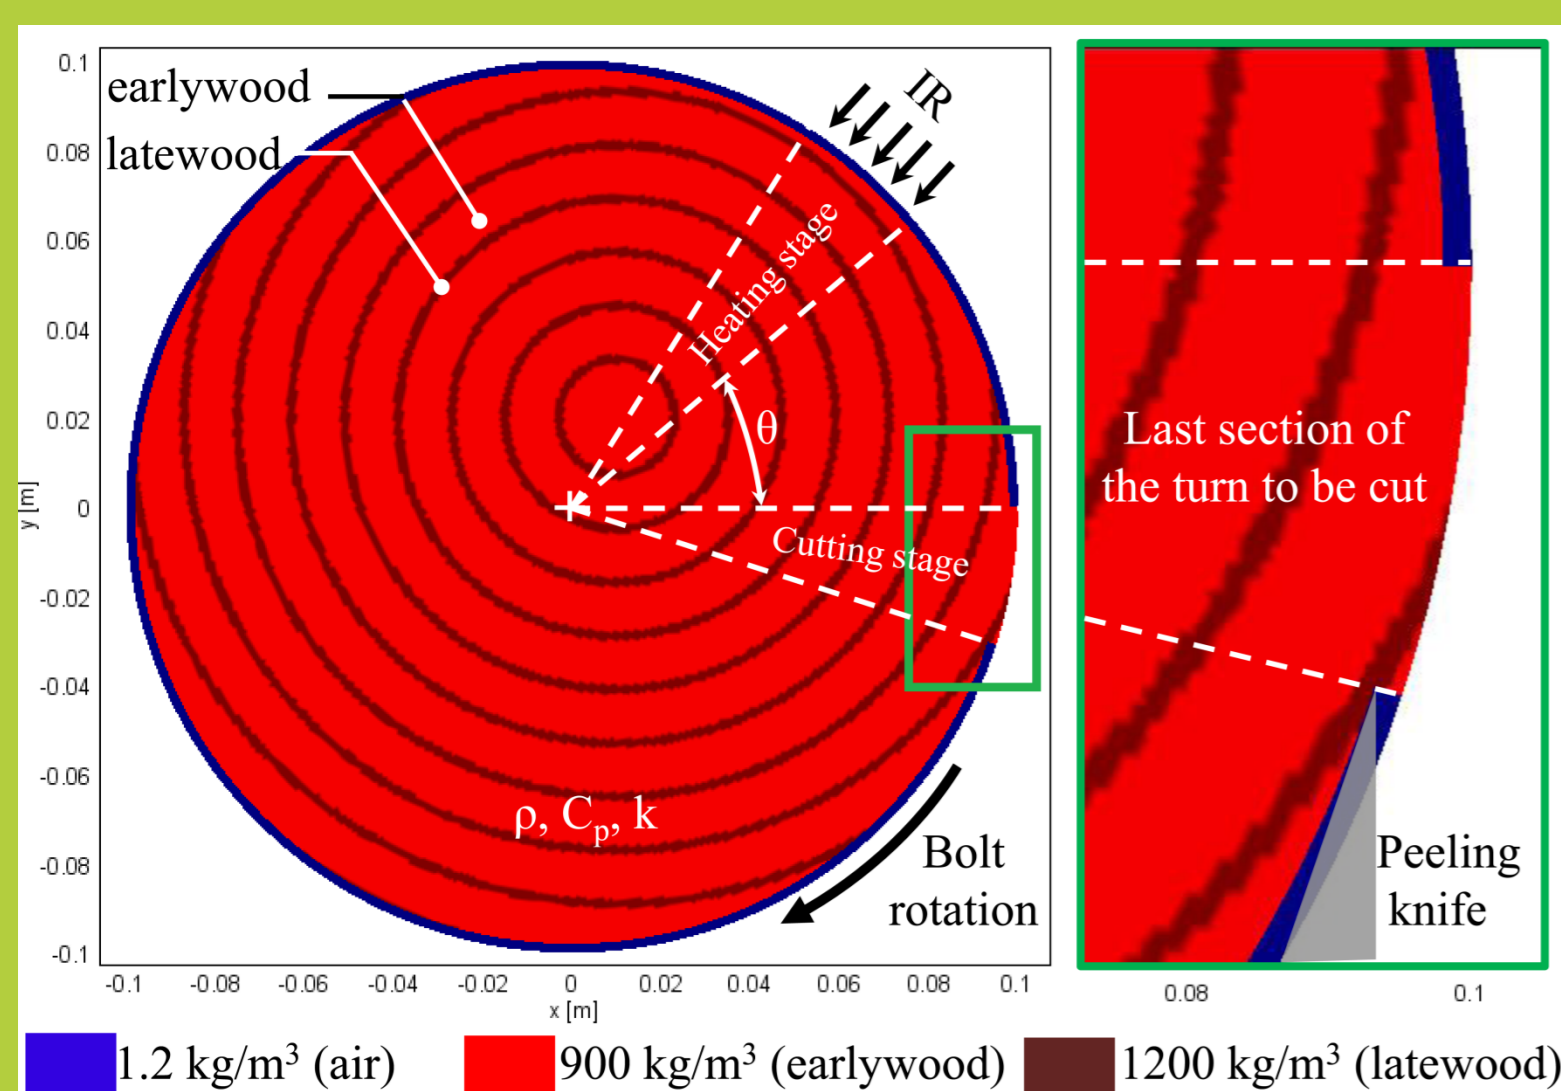 earlywood
latewood
IR
Heating stage
θ
Cutting stage
ρ, Cₚ, k
Bolt
rotation
0.1
0.08
0.06
0.04
0.02
0
-0.02
-0.04
-0.06
-0.08
-0.1
y [m]
-0.1 -0.08 -0.06 -0.04 -0.02 0 0.02 0.04 0.06 0.08 0.1
x [m]
Last section of
the turn to be cut
Peeling
knife
0.08 0.1
1.2 kg/m³ (air) 900 kg/m³ (earlywood) 1200 kg/m³ (latewood)